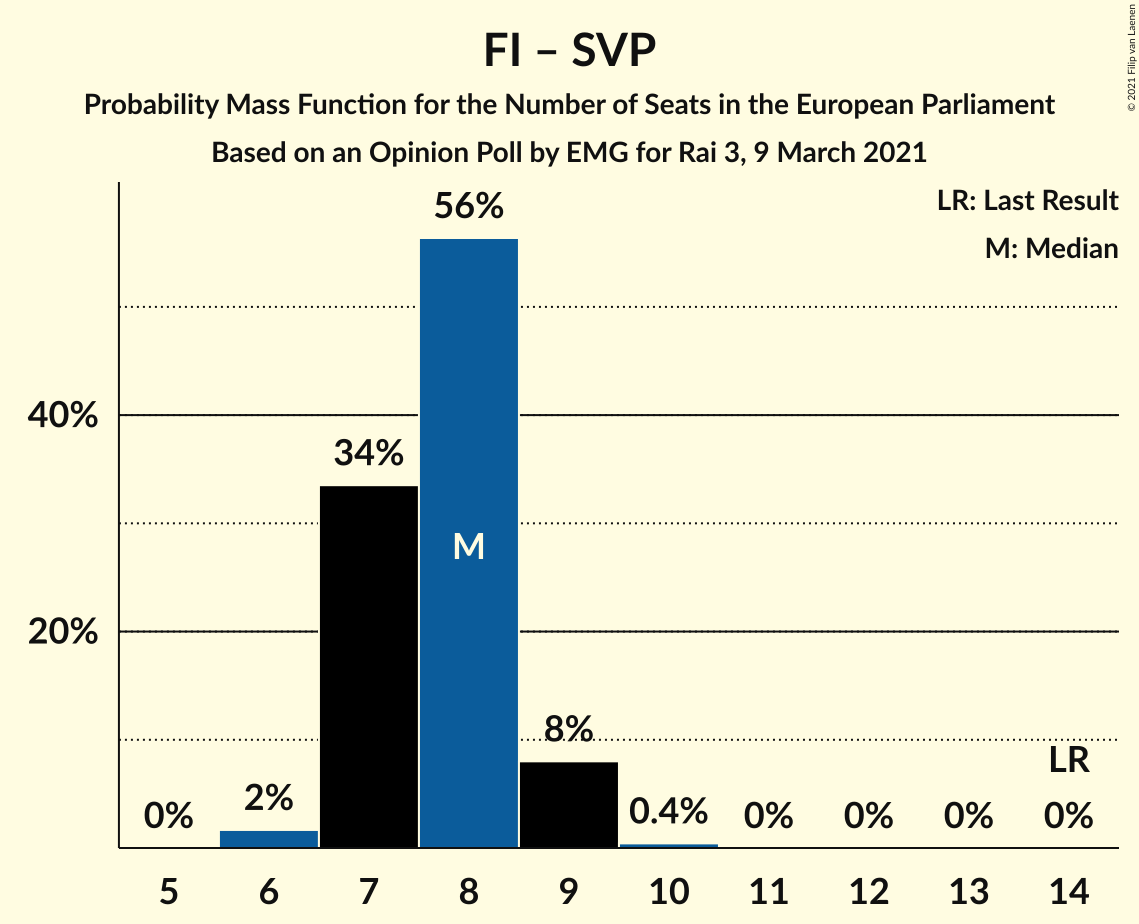 FI – SVP
Probability Mass Function for the Number of Seats in the European Parliament
Based on an Opinion Poll by EMG for Rai 3, 9 March 2021
© 2021 Filip van Laenen
LR: Last Result
M: Median
56%
40%
34%
M
20%
8%
LR
0% 2% 0.4% 0% 0% 0% 0%
5 6 7 8 9 10 11 12 13 14